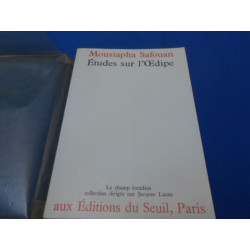 Moustapha Safouan
Études sur l'Œdipe
Le champ freudien
collection dirigée par Jacques Lacan
aux Éditions du Seuil, Paris